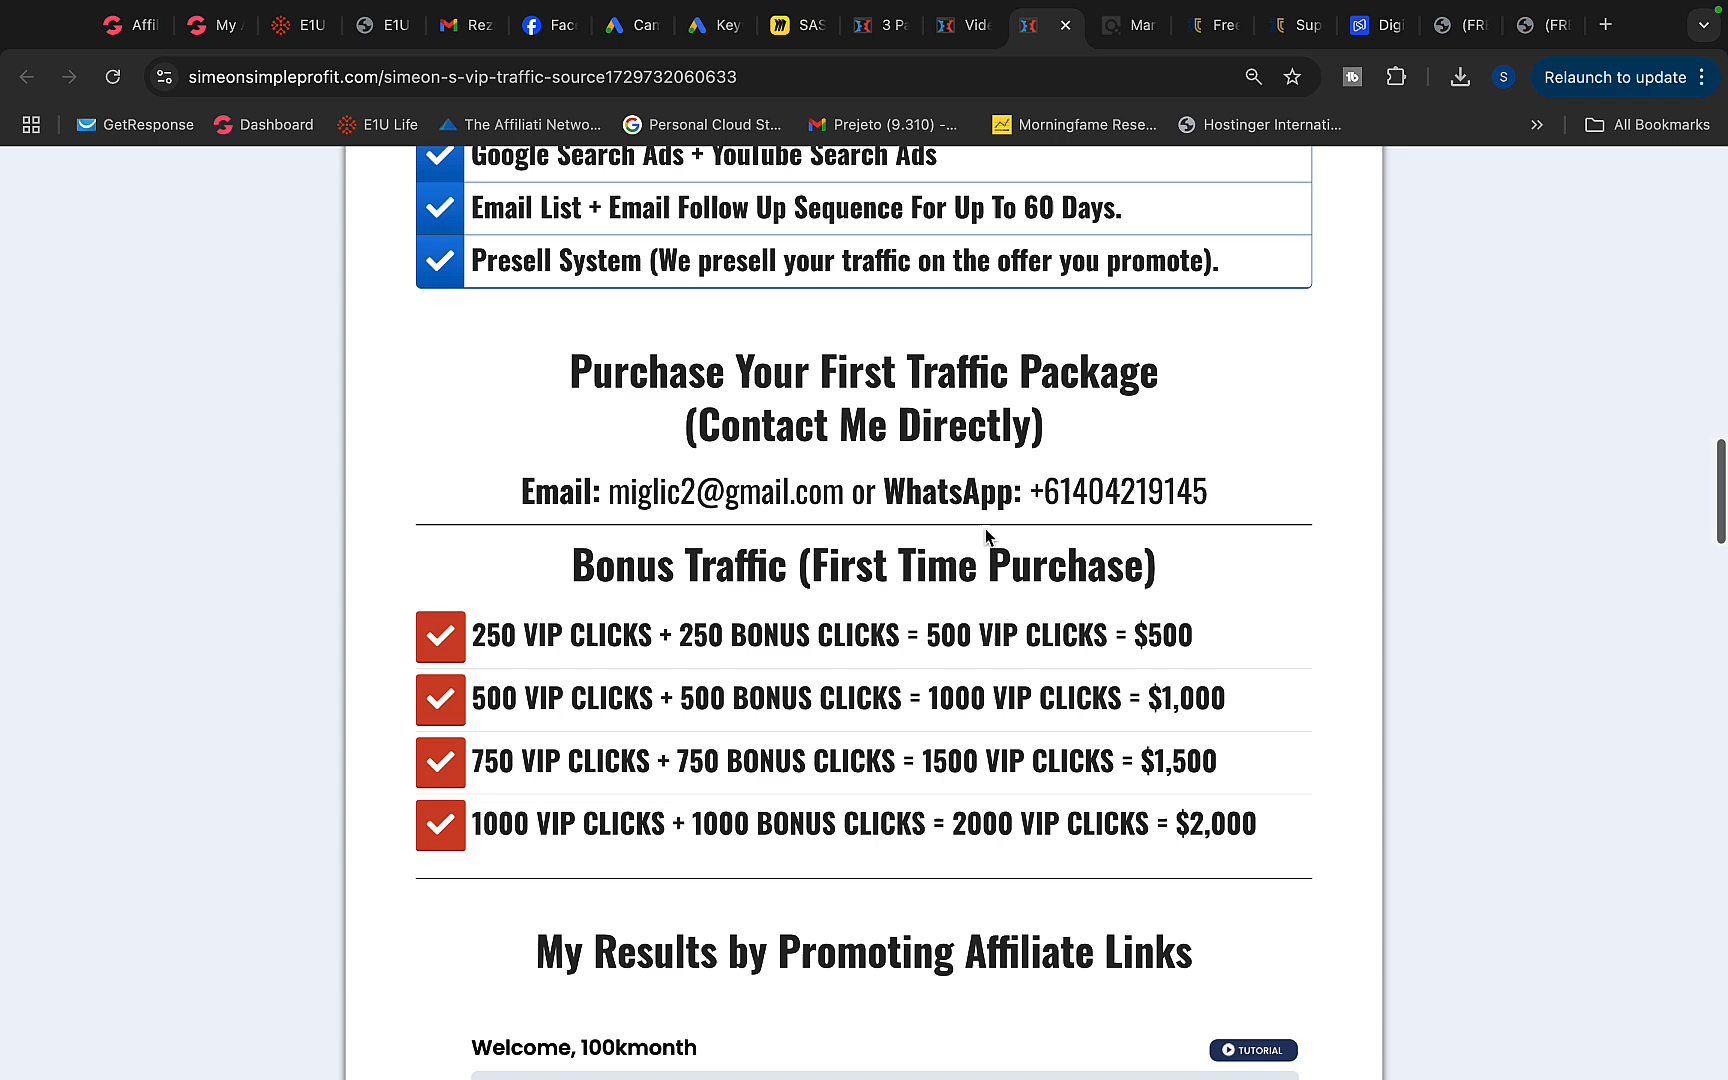 Affil
My
E1U
E1U
Rez
Fac
Can
Key
SAS
3 Pa
Vide
Mar
Free
Sup
Digi
(FRE
(FRE
simeonsimpleprofit.com/simeon-s-vip-traffic-source1729732060633
S
Relaunch to update
GetResponse
Dashboard
E1U Life
The Affiliati Netwo...
Personal Cloud St...
Prejeto (9.310) -...
Morningfame Rese...
Hostinger Internati...
All Bookmarks
Google Search Ads + YouTube Search Ads
Email List + Email Follow Up Sequence For Up To 60 Days.
Presell System (We presell your traffic on the offer you promote).
Purchase Your First Traffic Package
(Contact Me Directly)
Email: miglic2@gmail.com or WhatsApp: +61404219145
Bonus Traffic (First Time Purchase)
250 VIP CLICKS + 250 BONUS CLICKS = 500 VIP CLICKS = $500
500 VIP CLICKS + 500 BONUS CLICKS = 1000 VIP CLICKS = $1,000
750 VIP CLICKS + 750 BONUS CLICKS = 1500 VIP CLICKS = $1,500
1000 VIP CLICKS + 1000 BONUS CLICKS = 2000 VIP CLICKS = $2,000
My Results by Promoting Affiliate Links
Welcome, 100kmonth
TUTORIAL